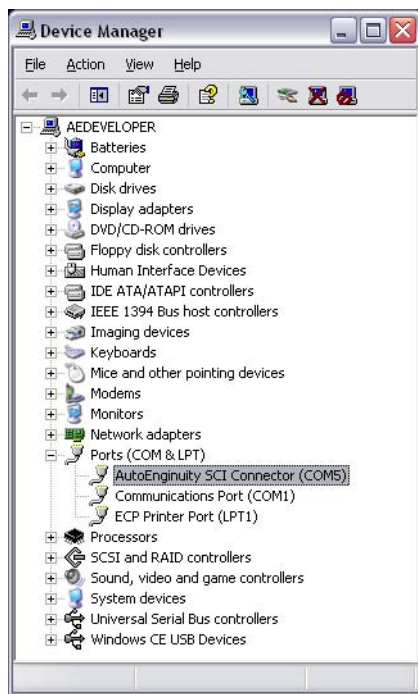 Device Manager
File Action View Help
AEDEVELOPER
Batteries
Computer
Disk drives
Display adapters
DVD/CD-ROM drives
Floppy disk controllers
Human Interface Devices
IDE ATA/ATAPI controllers
IEEE 1394 Bus host controllers
Imaging devices
Keyboards
Mice and other pointing devices
Modems
Monitors
Network adapters
Ports (COM & LPT)
AutoEnginuity SCI Connector (COM5)
Communications Port (COM1)
ECP Printer Port (LPT1)
Processors
SCSI and RAID controllers
Sound, video and game controllers
System devices
Universal Serial Bus controllers
Windows CE USB Devices